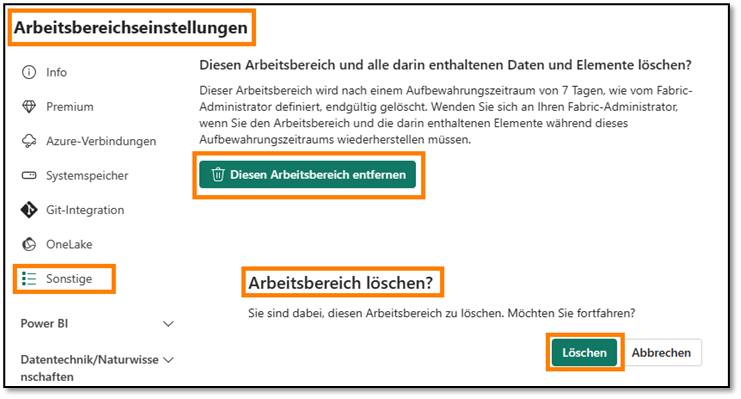 Arbeitsbereichseinstellungen
Info
Premium
Azure-Verbindungen
Systemspeicher
Git-Integration
OneLake
Sonstige
Power BI
Datentechnik/Naturwisse
nschaften
Diesen Arbeitsbereich und alle darin enthaltenen Daten und Elemente löschen?
Dieser Arbeitsbereich wird nach einem Aufbewahrungszeitraum von 7 Tagen, wie vom Fabric-
Administrator definiert, endgültig gelöscht. Wenden Sie sich an Ihren Fabric-Administrator,
wenn Sie den Arbeitsbereich und die darin enthaltenen Elemente während dieses
Aufbewahrungszeitraums wiederherstellen müssen.
Diesen Arbeitsbereich entfernen
Arbeitsbereich löschen?
Sie sind dabei, diesen Arbeitsbereich zu löschen. Möchten Sie fortfahren?
Löschen
Abbrechen